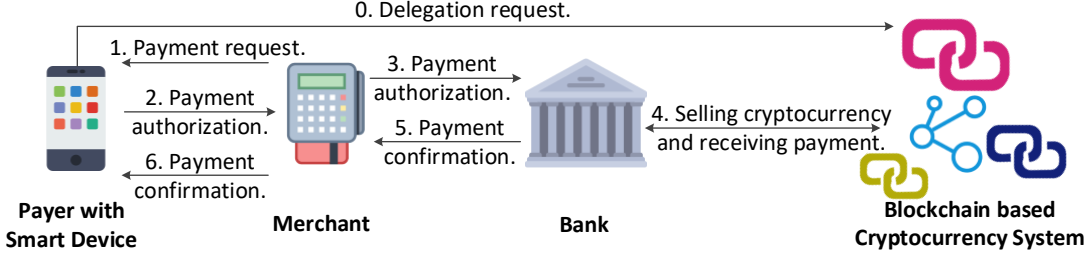 0. Delegation request.
1. Payment request.
2. Payment
authorization.
3. Payment
authorization.
4. Selling cryptocurrency
and receiving payment.
5. Payment
confirmation.
6. Payment
confirmation.
Payer with
Smart Device
Merchant
Bank
Blockchain based
Cryptocurrency System